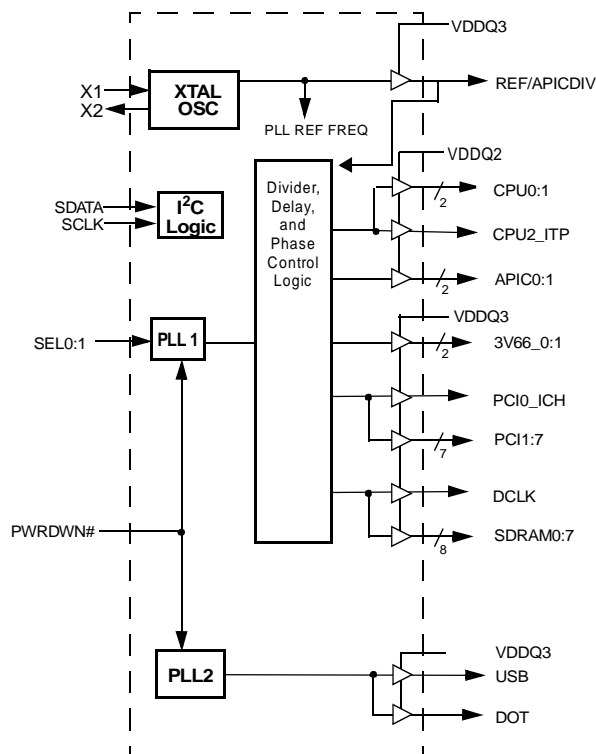 VDDQ3
X1
X2
XTAL
OSC
REF/APICDIV
PLL REF FREQ
VDDQ2
SDATA
SCLK
I²C
Logic
Divider,
Delay,
and
Phase
Control
Logic
2
CPU0:1
CPU2_ITP
2
APIC0:1
VDDQ3
SEL0:1
PLL 1
2
3V66_0:1
PCI0_ICH
7
PCI1:7
DCLK
PWRDWN#
8
SDRAM0:7
VDDQ3
PLL2
USB
DOT